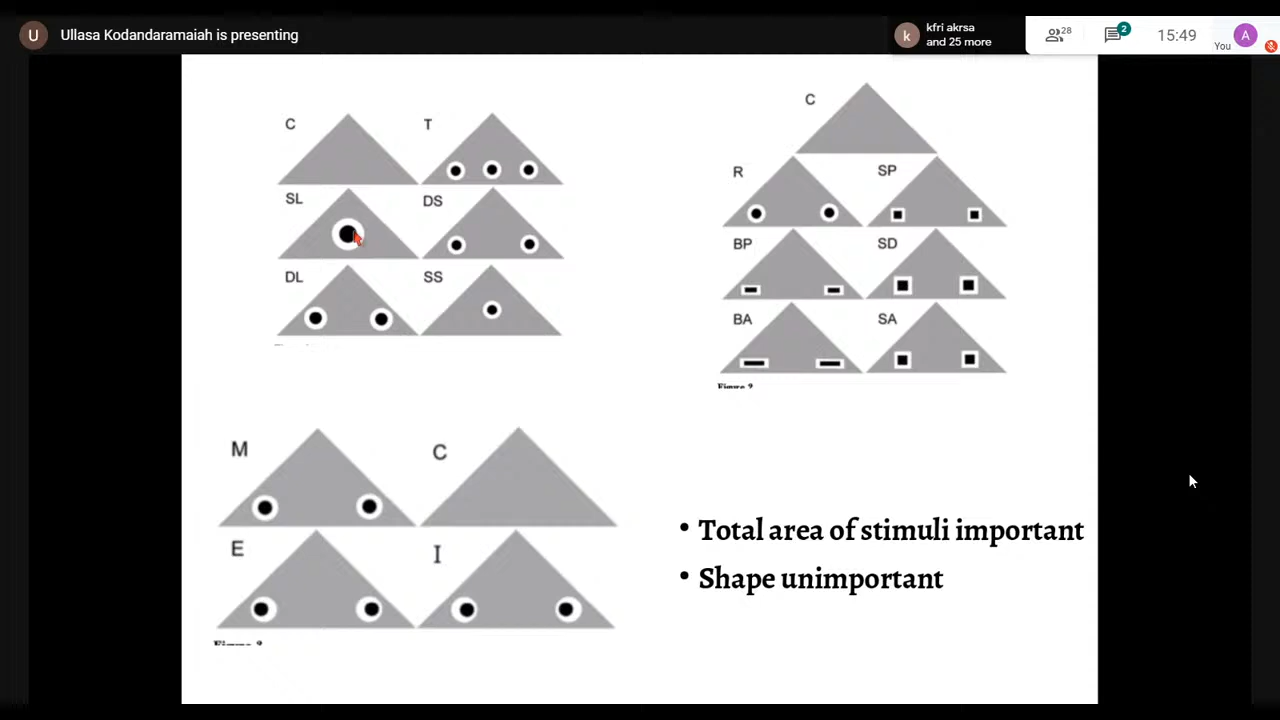 U
Ullasa Kodandaramaiah is presenting
k
kfri akrsa
and 25 more
28
2
15:49
You
A
C
T
SL
DS
DL
SS
C
R
SP
BP
SD
BA
SA
M
C
E
I
• Total area of stimuli important
• Shape unimportant